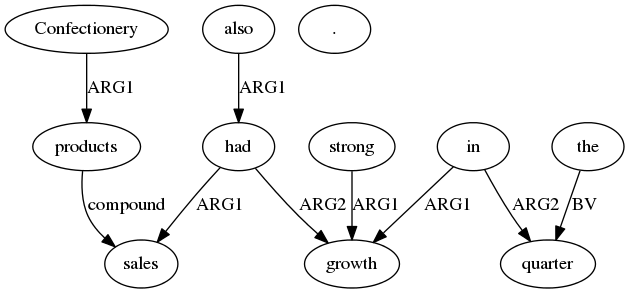 Confectionery also .
ARG1 ARG1
products had strong in the
compound ARG1 ARG2 ARG1 ARG1 ARG2 BV
sales growth quarter